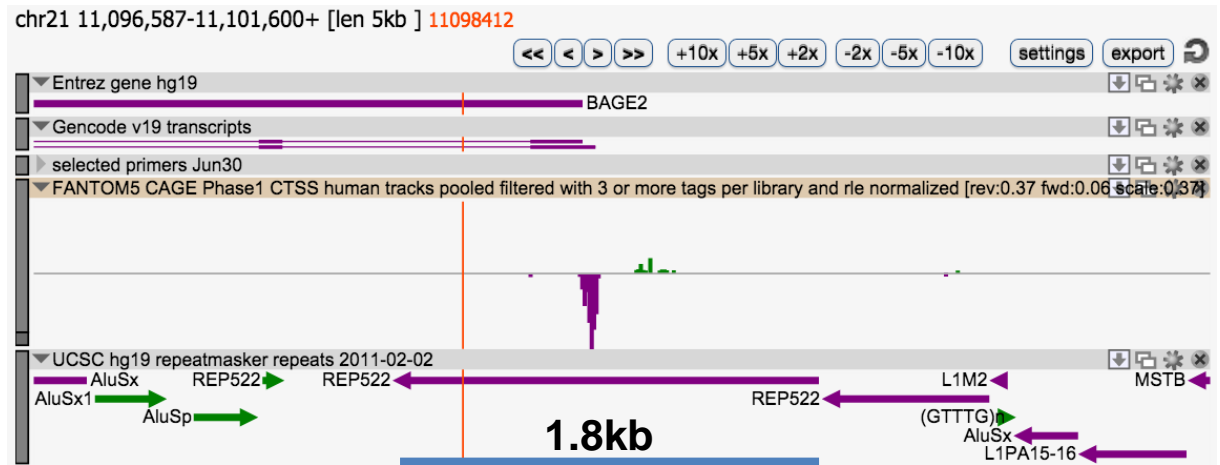 chr21 11,096,587-11,101,600+ [len 5kb ] 11098412
<< < > >> +10x +5x +2x -2x -5x -10x settings export
Entrez gene hg19
BAGE2
Gencode v19 transcripts
selected primers Jun30
FANTOM5 CAGE Phase1 CTSS human tracks pooled filtered with 3 or more tags per library and rle normalized [rev:0.37 fwd:0.06 scale:0.37]
UCSC hg19 repeatmasker repeats 2011-02-02
AluSx REP522 REP522 L1M2 MSTB
AluSx1 REP522
AluSp (GTTTG)n
1.8kb AluSx
L1PA15-16